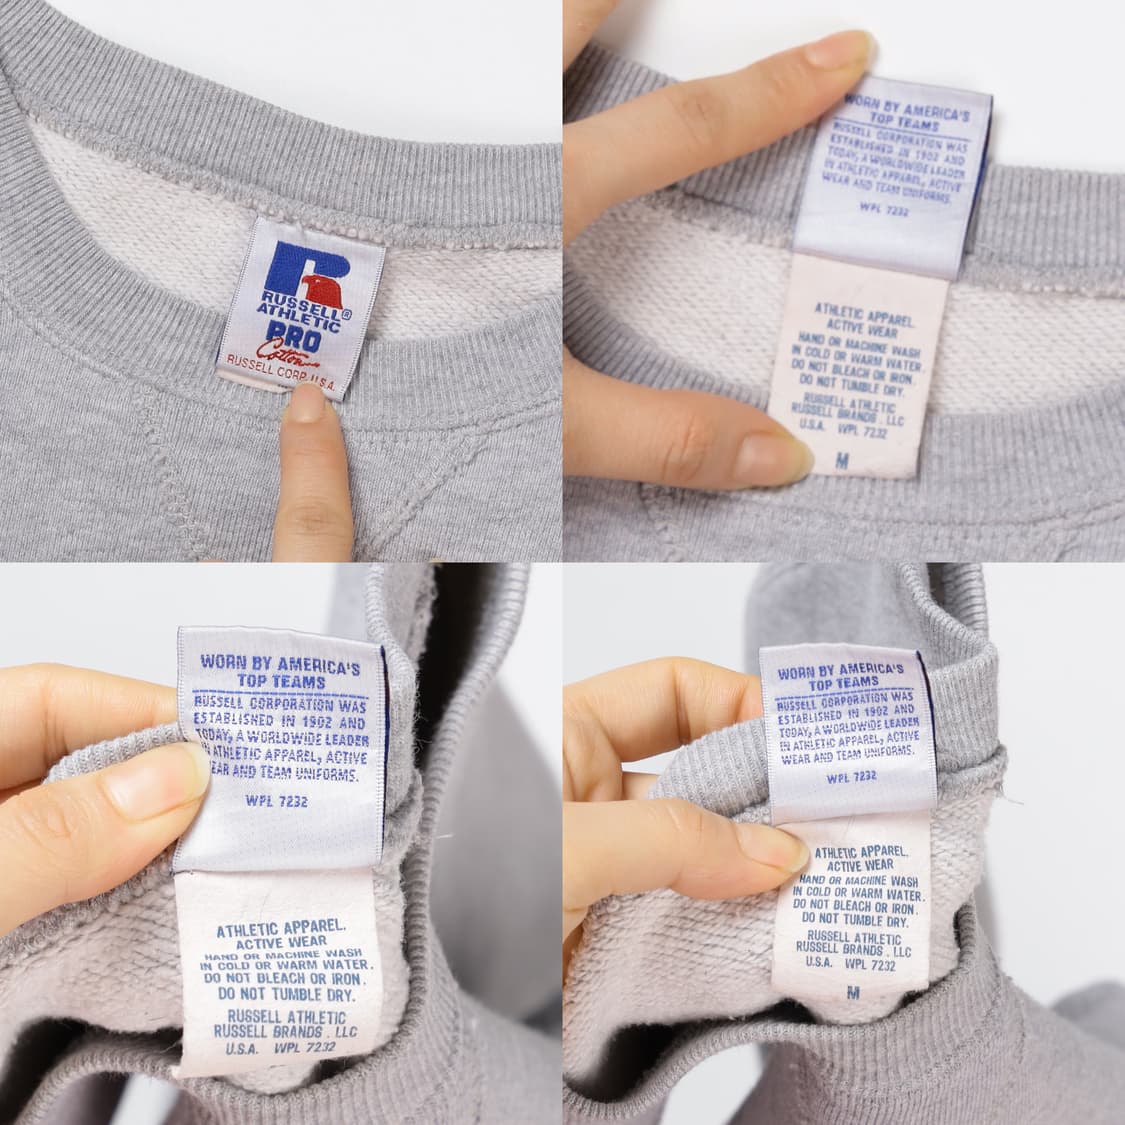 RUSSELL®
ATHLETIC
PRO
Cotton
RUSSELL CORP. U.S.A.
WORN BY AMERICA'S
TOP TEAMS
RUSSELL CORPORATION WAS
ESTABLISHED IN 1902 AND
TODAY, A WORLDWIDE LEADER
IN ATHLETIC APPAREL, ACTIVE
WEAR AND TEAM UNIFORMS.
WPL 7232
ATHLETIC APPAREL.
ACTIVE WEAR
HAND OR MACHINE WASH
IN COLD OR WARM WATER.
DO NOT BLEACH OR IRON.
DO NOT TUMBLE DRY.
RUSSELL ATHLETIC
RUSSELL BRANDS . LLC
U.S.A. WPL 7232
M
WORN BY AMERICA'S
TOP TEAMS
RUSSELL CORPORATION WAS
ESTABLISHED IN 1902 AND
TODAY, A WORLDWIDE LEADER
IN ATHLETIC APPAREL, ACTIVE
EAR AND TEAM UNIFORMS.
WPL 7232
ATHLETIC APPAREL.
ACTIVE WEAR
HAND OR MACHINE WASH
IN COLD OR WARM WATER.
DO NOT BLEACH OR IRON.
DO NOT TUMBLE DRY.
RUSSELL ATHLETIC
RUSSELL BRANDS . LLC
U.S.A. WPL 7232
WORN BY AMERICA'S
TOP TEAMS
RUSSELL CORPORATION WAS
ESTABLISHED IN 1902 AND
TODAY, A WORLDWIDE LEADER
IN ATHLETIC APPAREL, ACTIVE
WEAR AND TEAM UNIFORMS.
WPL 7232
ATHLETIC APPAREL.
ACTIVE WEAR
HAND OR MACHINE WASH
IN COLD OR WARM WATER.
DO NOT BLEACH OR IRON.
DO NOT TUMBLE DRY.
RUSSELL ATHLETIC
RUSSELL BRANDS . LLC
U.S.A. WPL 7232
M